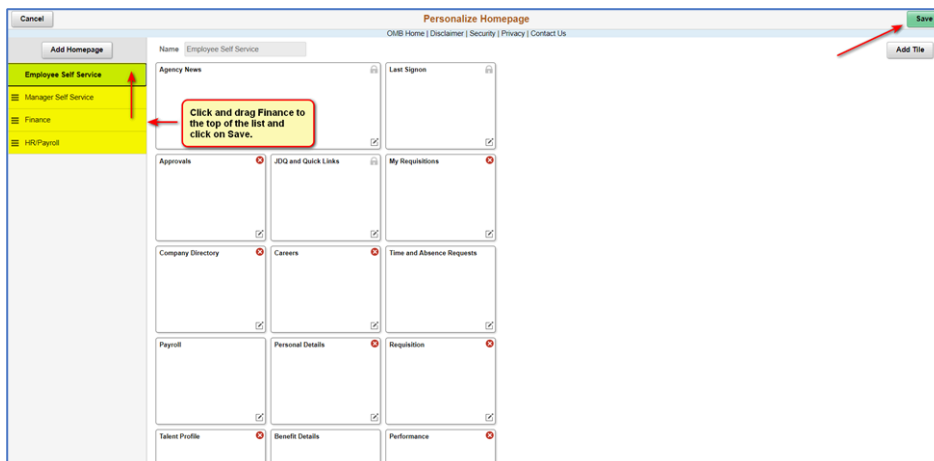 Cancel
Personalize Homepage
Save
OMB Home | Disclaimer | Security | Privacy | Contact Us
Add Homepage
Name Employee Self Service
Add Tile
Employee Self Service
Manager Self Service
Finance
HR/Payroll
Click and drag Finance to
the top of the list and
click on Save.
Agency News
Last Signon
Approvals
JDQ and Quick Links
My Requisitions
Company Directory
Careers
Time and Absence Requests
Payroll
Personal Details
Requisition
Talent Profile
Benefit Details
Performance